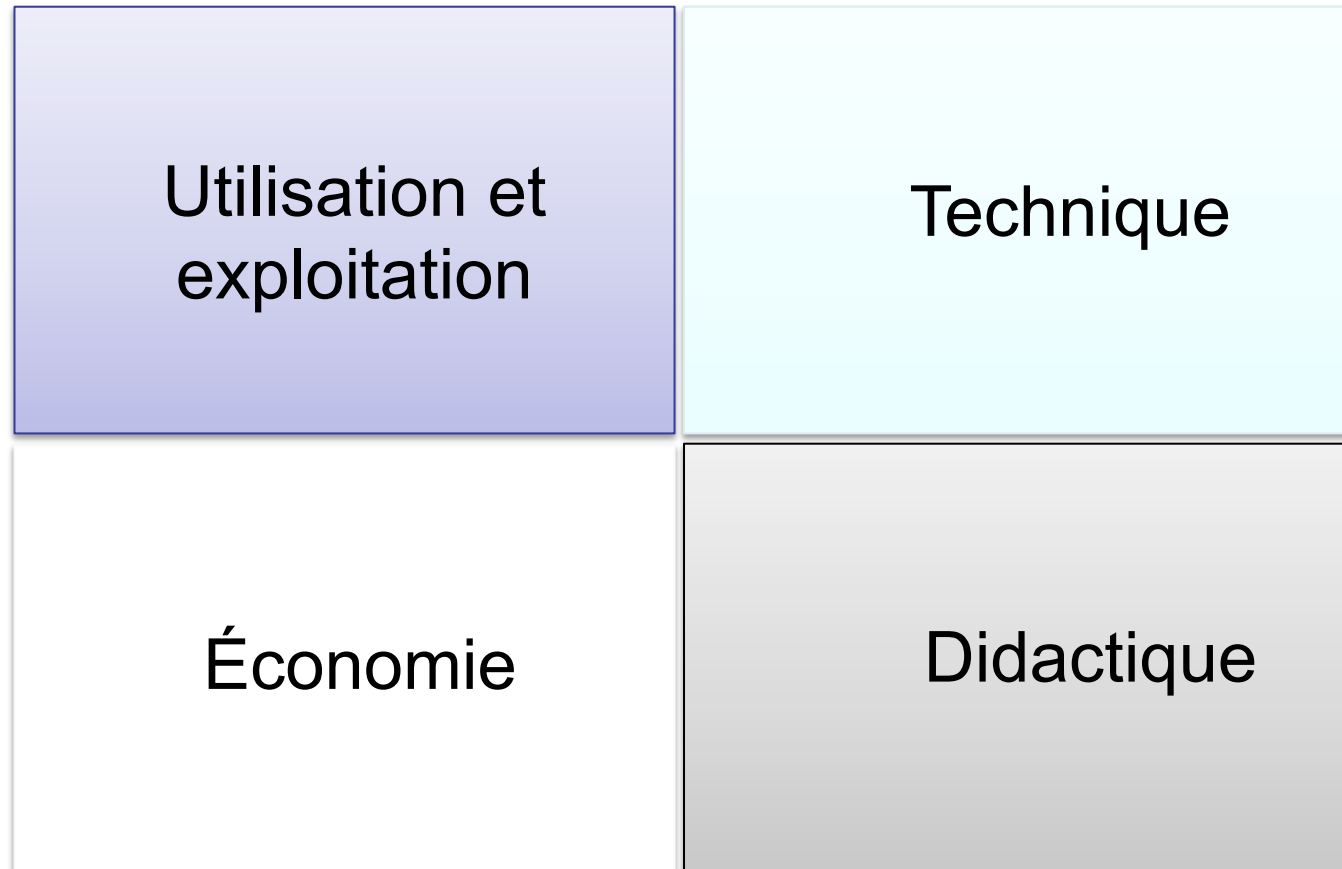 Utilisation et
exploitation
Technique
Économie
Didactique